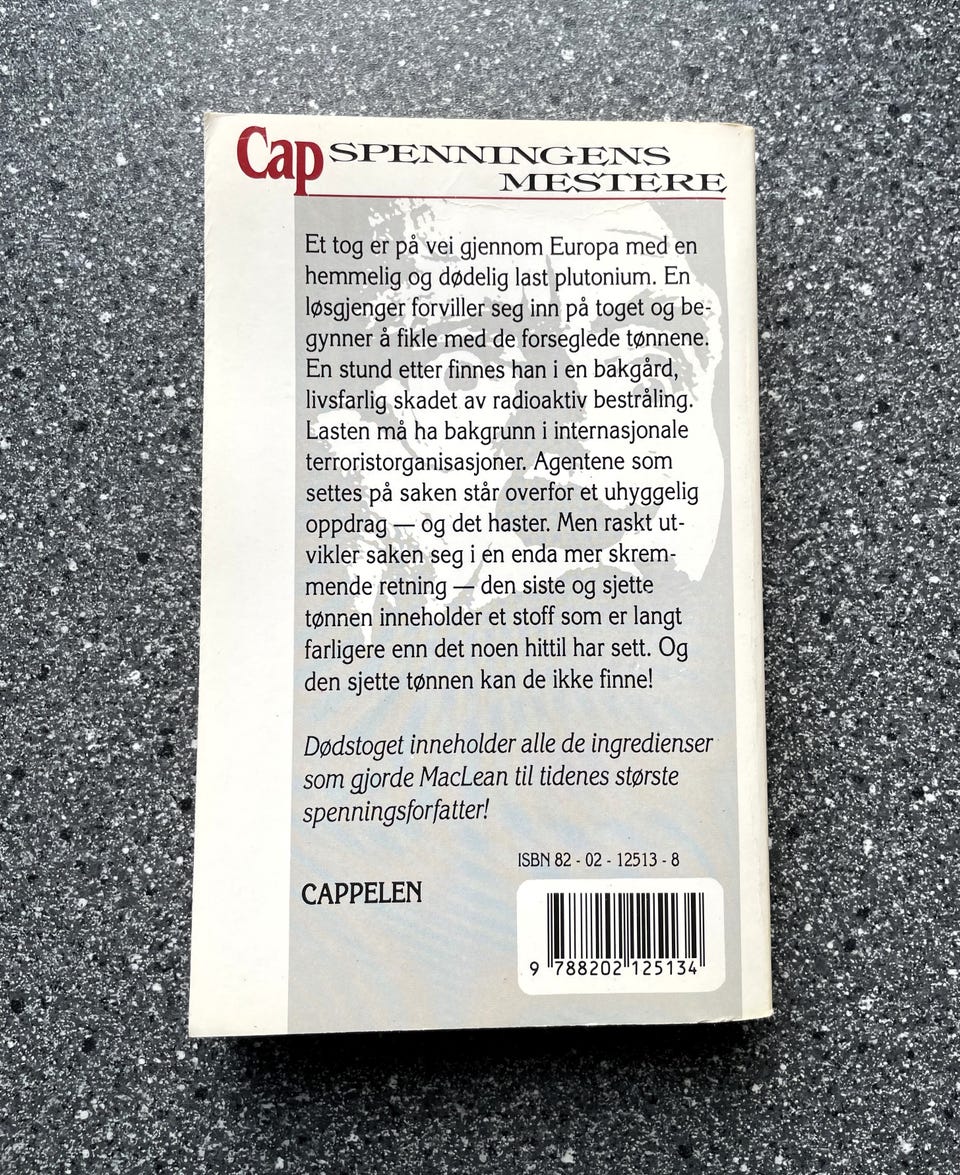 Cap SPENNINGENS
MESTERE
Et tog er på vei gjennom Europa med en
hemmelig og dødelig last plutonium. En
løsgjenger forviller seg inn på toget og be-
gynner å fikle med de forseglede tønnene.
En stund etter finnes han i en bakgård,
livsfarlig skadet av radioaktiv bestråling.
Lasten må ha bakgrunn i internasjonale
terroristorganisasjoner. Agentene som
settes på saken står overfor et uhyggelig
oppdrag — og det haster. Men raskt ut-
vikler saken seg i en enda mer skrem-
mende retning — den siste og sjette
tønnen inneholder et stoff som er langt
farligere enn det noen hittil har sett. Og
den sjette tønnen kan de ikke finne!
Dødstoget inneholder alle de ingredienser
som gjorde MacLean til tidenes største
spenningsforfatter!
ISBN 82 - 02 - 12513 - 8
CAPPELEN
9 788202 125134